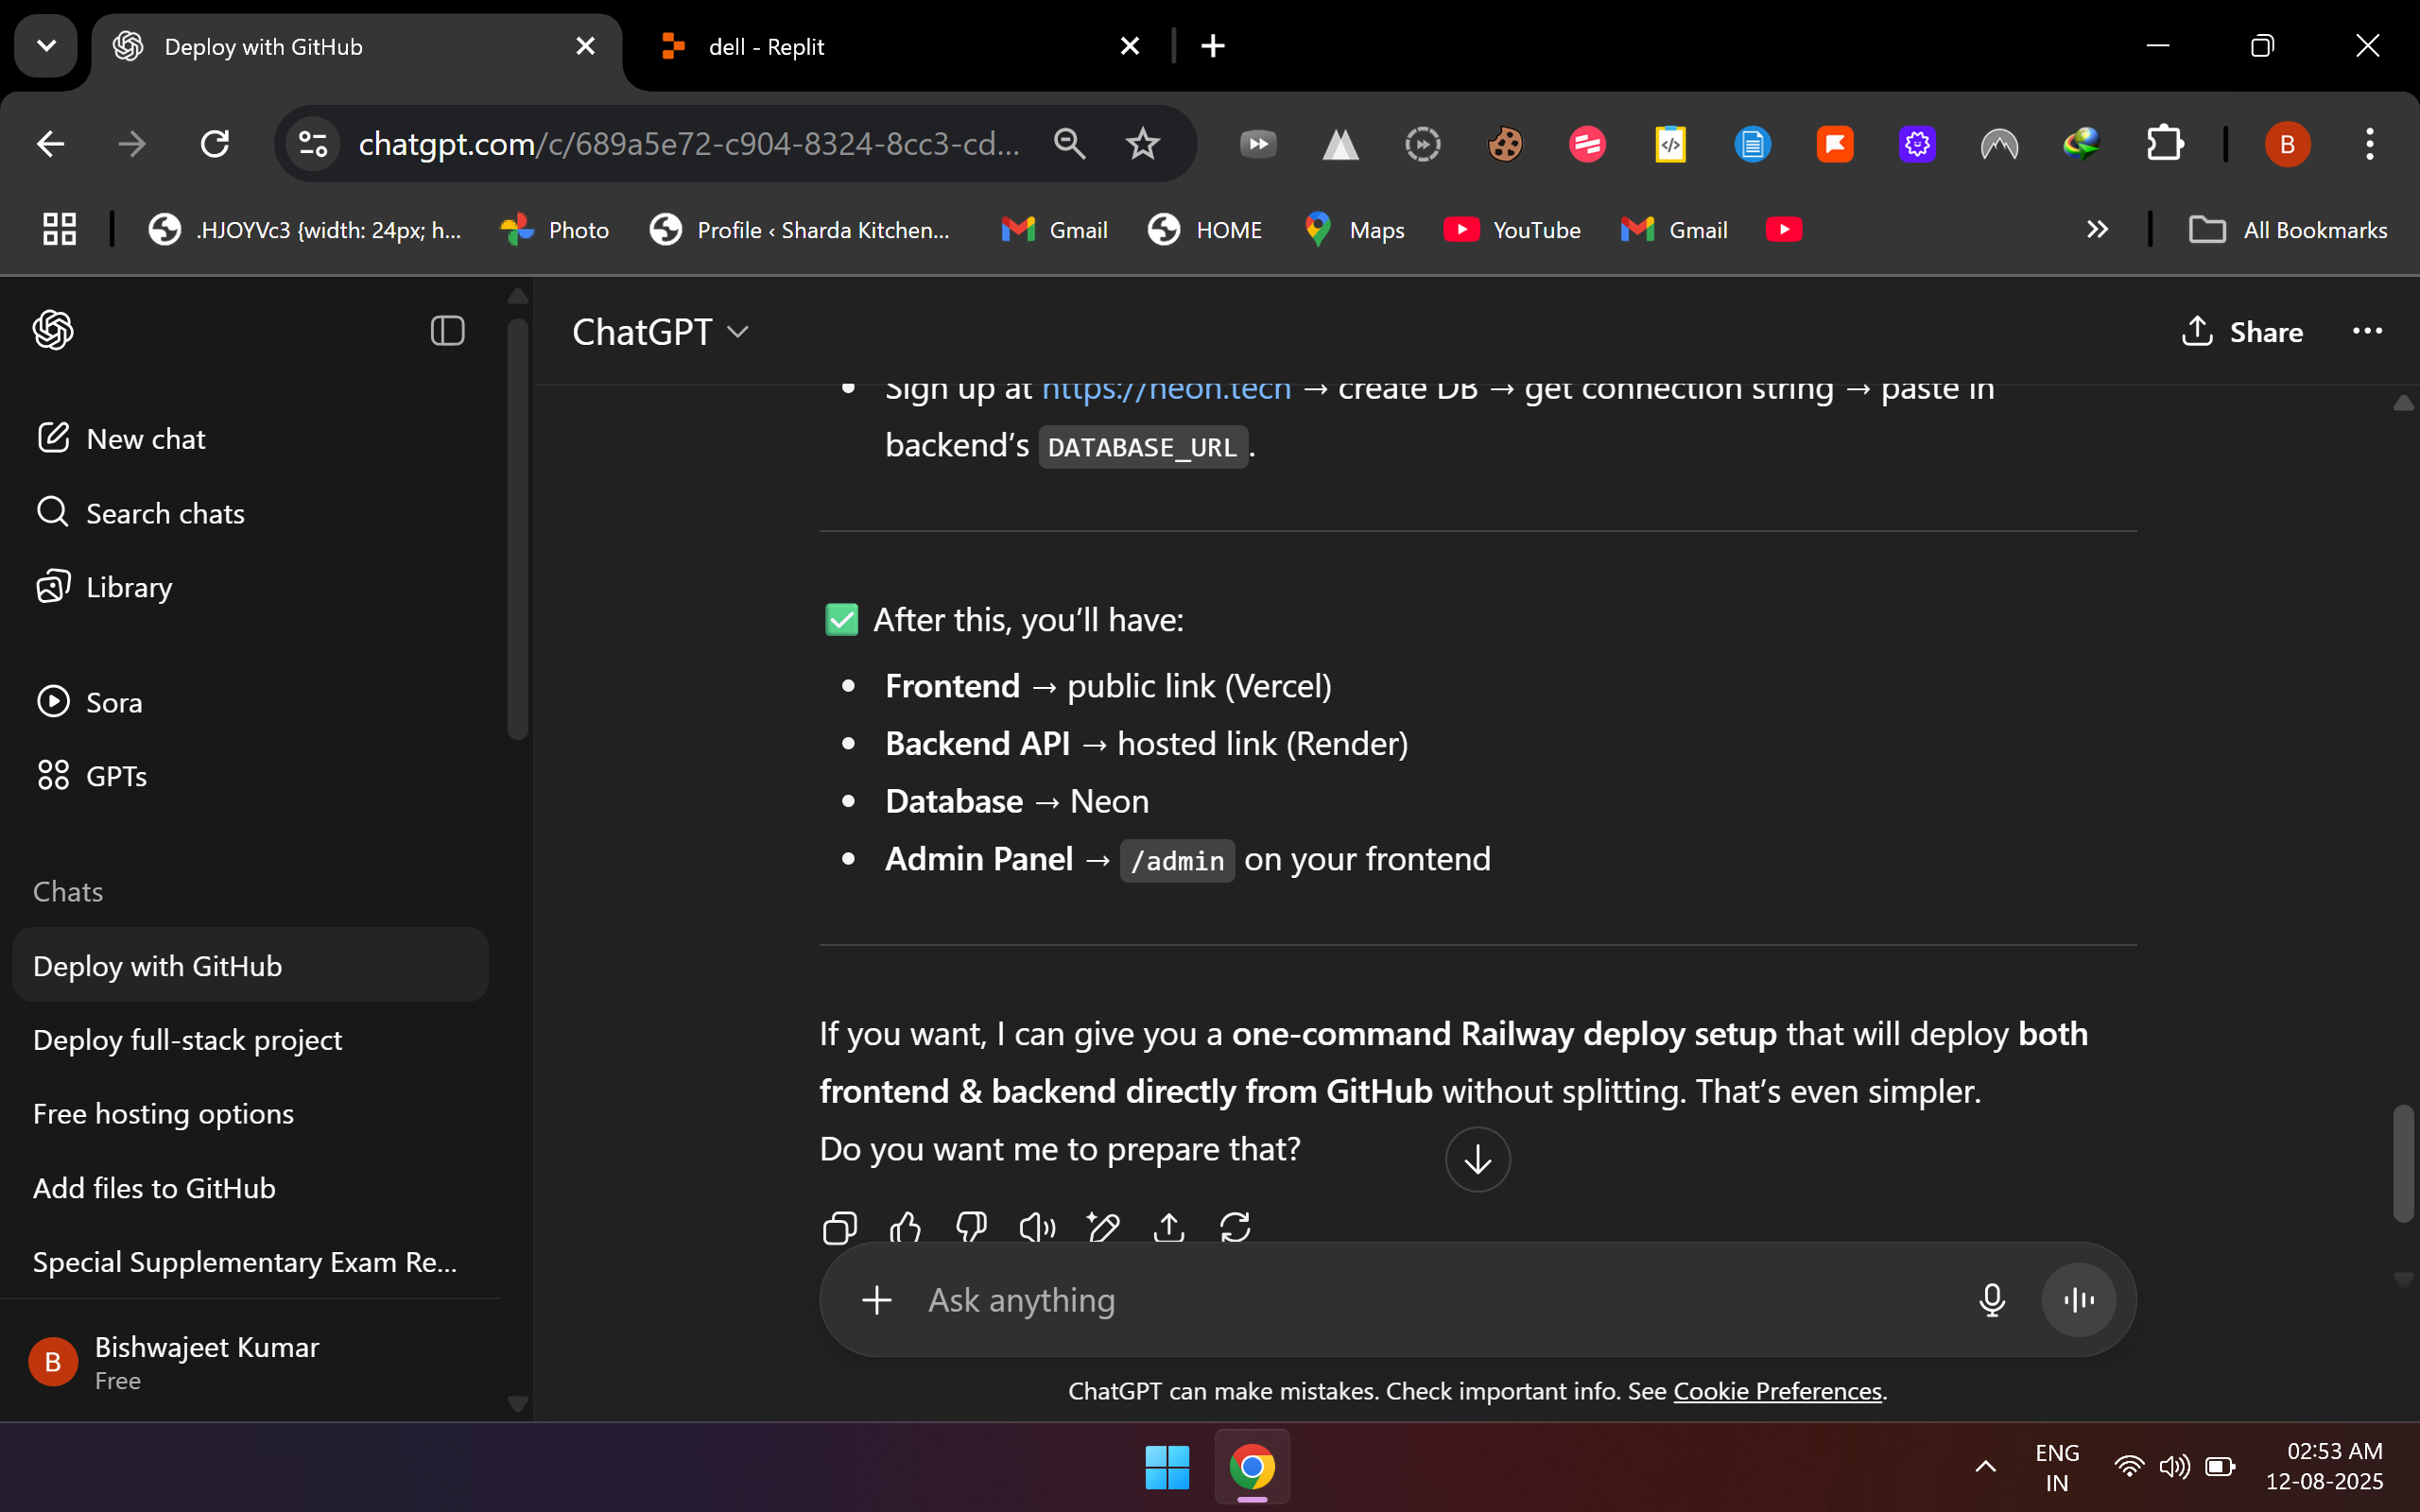 Deploy with GitHub
dell - Replit
chatgpt.com/c/689a5e72-c904-8324-8cc3-cd...
B
.HJOYVc3 {width: 24px; h...
Photo
Profile ‹ Sharda Kitchen...
Gmail
HOME
Maps
YouTube
Gmail
All Bookmarks
ChatGPT
Share
New chat
Search chats
Library
Sora
GPTs
Chats
Deploy with GitHub
Deploy full-stack project
Free hosting options
Add files to GitHub
Special Supplementary Exam Re...
B
Bishwajeet Kumar
Free
• Sign up at https://neon.tech → create DB → get connection string → paste in
backend’s DATABASE_URL.
✅ After this, you’ll have:
• Frontend → public link (Vercel)
• Backend API → hosted link (Render)
• Database → Neon
• Admin Panel → /admin on your frontend
If you want, I can give you a one-command Railway deploy setup that will deploy both
frontend & backend directly from GitHub without splitting. That’s even simpler.
Do you want me to prepare that?
Ask anything
ChatGPT can make mistakes. Check important info. See Cookie Preferences.
ENG
IN
02:53 AM
12-08-2025